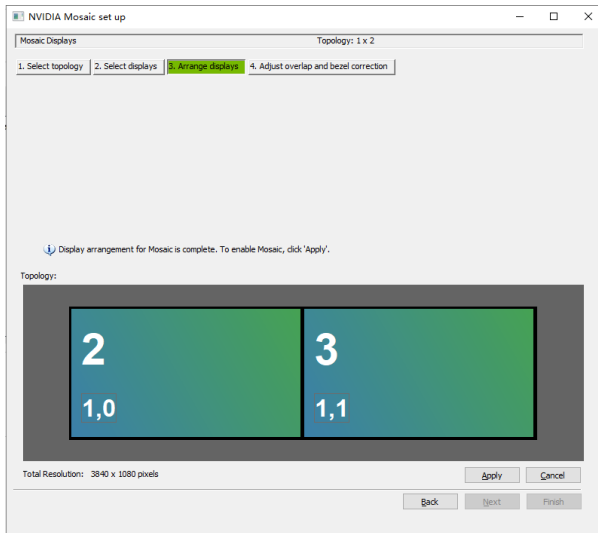 NVIDIA Mosaic set up
Mosaic Displays Topology: 1 x 2
1. Select topology 2. Select displays 3. Arrange displays 4. Adjust overlap and bezel correction
Display arrangement for Mosaic is complete. To enable Mosaic, click 'Apply'.
Topology:
2 3
1,0 1,1
Total Resolution: 3840 x 1080 pixels Apply Cancel
Back Next Finish